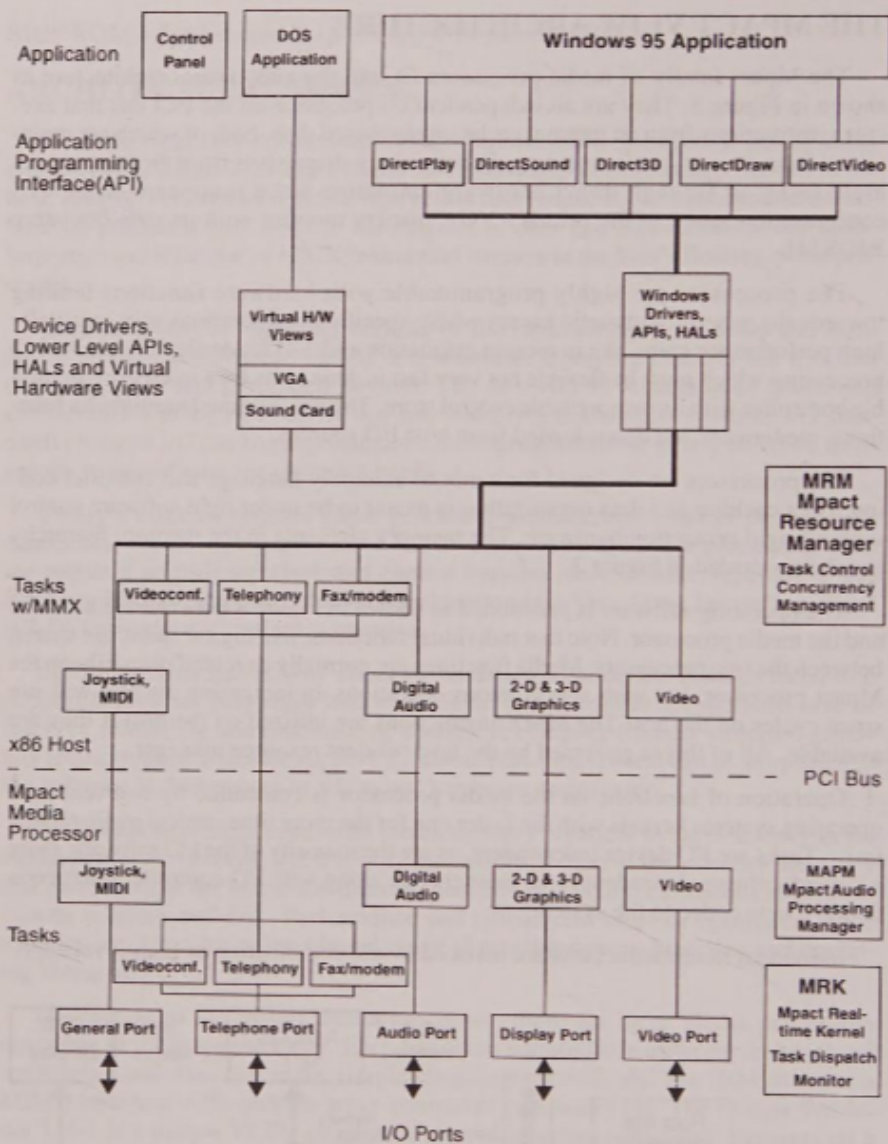 Application
Control
Panel
DOS
Application
Windows 95 Application
Application
Programming
Interface(API)
DirectPlay
DirectSound
Direct3D
DirectDraw
DirectVideo
Device Drivers,
Lower Level APIs,
HALs and Virtual
Hardware Views
Virtual H/W
Views
VGA
Sound Card
Windows
Drivers,
APIs, HALs
MRM
Mpact
Resource
Manager
Task Control
Concurrency
Management
Tasks
w/MMX
Videoconf.
Telephony
Fax/modem
Joystick,
MIDI
Digital
Audio
2-D & 3-D
Graphics
Video
x86 Host
PCI Bus
Mpact
Media
Processor
Joystick,
MIDI
Digital
Audio
2-D & 3-D
Graphics
Video
MAPM
Mpact Audio
Processing
Manager
Tasks
Videoconf.
Telephony
Fax/modem
MRK
Mpact Real-
time Kernel
Task Dispatch
Monitor
General Port
Telephone Port
Audio Port
Display Port
Video Port
I/O Ports